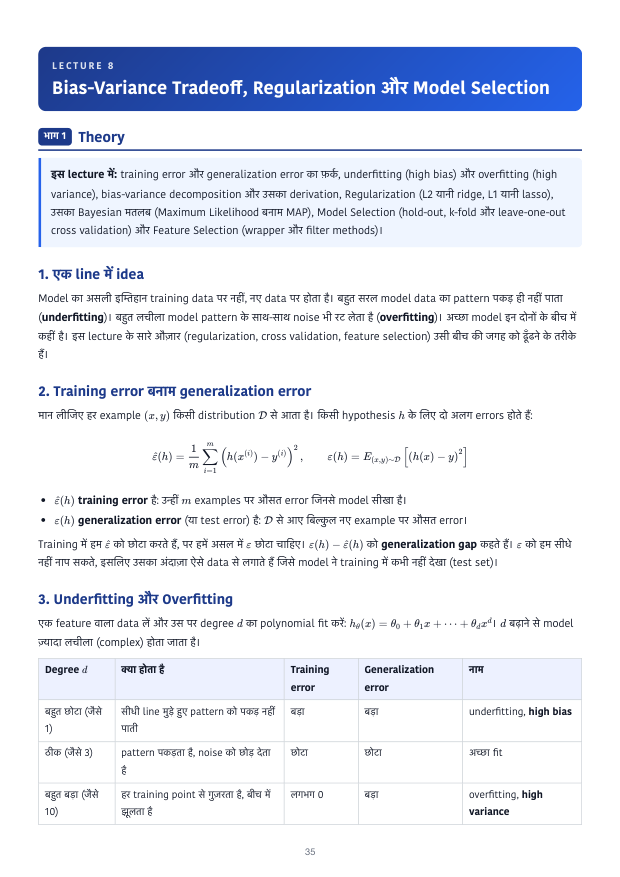 LECTURE 8
Bias-Variance Tradeoff, Regularization और Model Selection
भाग 1 Theory
इस lecture में: training error और generalization error का फ़र्क, underfitting (high bias) और overfitting (high
variance), bias-variance decomposition और उसका derivation, Regularization (L2 यानी ridge, L1 यानी lasso),
उसका Bayesian मतलब (Maximum Likelihood बनाम MAP), Model Selection (hold-out, k-fold और leave-one-out
cross validation) और Feature Selection (wrapper और filter methods)।
1. एक line में idea
Model का असली इम्तिहान training data पर नहीं, नए data पर होता है। बहुत सरल model data का pattern पकड़ ही नहीं पाता
(underfitting)। बहुत लचीला model pattern के साथ-साथ noise भी रट लेता है (overfitting)। अच्छा model इन दोनों के बीच में
कहीं है। इस lecture के सारे औज़ार (regularization, cross validation, feature selection) उसी बीच की जगह को ढूँढने के तरीके
हैं।
2. Training error बनाम generalization error
मान लीजिए हर example (x, y) किसी distribution 𝒟 से आता है। किसी hypothesis h के लिए दो अलग errors होते हैं:
ε̂(h) = \frac{1}{m} \sum_{i=1}^{m} (h(x^{(i)}) − y^{(i)})^2, ε(h) = E_{(x,y)∼𝒟} [(h(x) − y)^2]
• ε̂(h) training error है: उन्हीं m examples पर औसत error जिनसे model सीखा है।
• ε(h) generalization error (या test error) है: 𝒟 से आए बिल्कुल नए example पर औसत error।
Training में हम ε̂ को छोटा करते हैं, पर हमें असल में ε छोटा चाहिए। ε(h) − ε̂(h) को generalization gap कहते हैं। ε को हम सीधे
नहीं नाप सकते, इसलिए उसका अंदाज़ा ऐसे data से लगाते हैं जिसे model ने training में कभी नहीं देखा (test set)।
3. Underfitting और Overfitting
एक feature वाला data लें और उस पर degree d का polynomial fit करें: h_θ(x) = θ_0 + θ_1x + ⋯ + θ_dx^d। d बढ़ाने से model
ज़्यादा लचीला (complex) होता जाता है।
Degree d क्या होता है Training error Generalization error नाम
बहुत छोटा (जैसे 1) सीधी line मुड़े हुए pattern को पकड़ नहीं पाती बड़ा बड़ा underfitting, high bias
ठीक (जैसे 3) pattern पकड़ता है, noise को छोड़ देता है छोटा छोटा अच्छा fit
बहुत बड़ा (जैसे 10) हर training point से गुजरता है, बीच में झूलता है लगभग 0 बड़ा overfitting, high variance
35